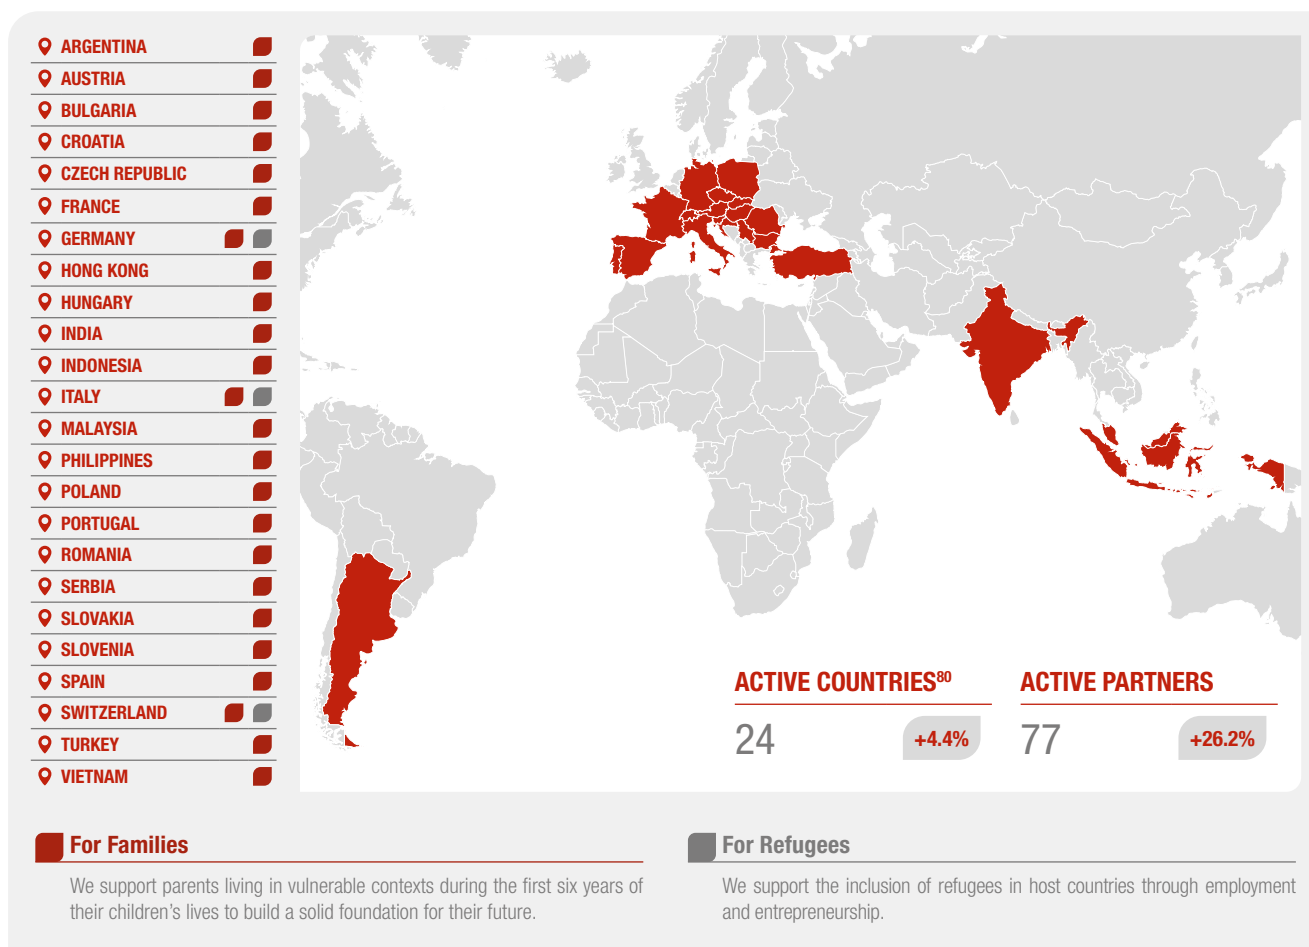 ARGENTINA
AUSTRIA
BULGARIA
CROATIA
CZECH REPUBLIC
FRANCE
GERMANY
HONG KONG
HUNGARY
INDIA
INDONESIA
ITALY
MALAYSIA
PHILIPPINES
POLAND
PORTUGAL
ROMANIA
SERBIA
SLOVAKIA
SLOVENIA
SPAIN
SWITZERLAND
TURKEY
VIETNAM
ACTIVE COUNTRIES80
24 +4.4%
ACTIVE PARTNERS
77 +26.2%
For Families
We support parents living in vulnerable contexts during the first six years of
their children’s lives to build a solid foundation for their future.
For Refugees
We support the inclusion of refugees in host countries through employment
and entrepreneurship.